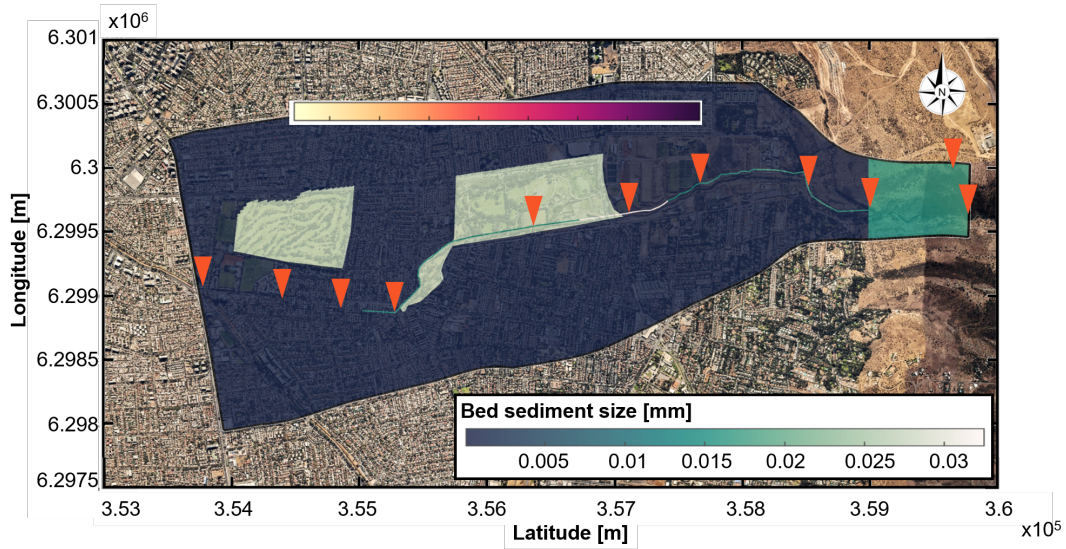 x10⁶
6.301
6.3005
6.3
6.2995
6.299
6.2985
6.298
6.2975
Longitude [m]
N
Bed sediment size [mm]
0.005 0.01 0.015 0.02 0.025 0.03
3.53 3.54 3.55 3.56 3.57 3.58 3.59 3.6
x10⁵
Latitude [m]